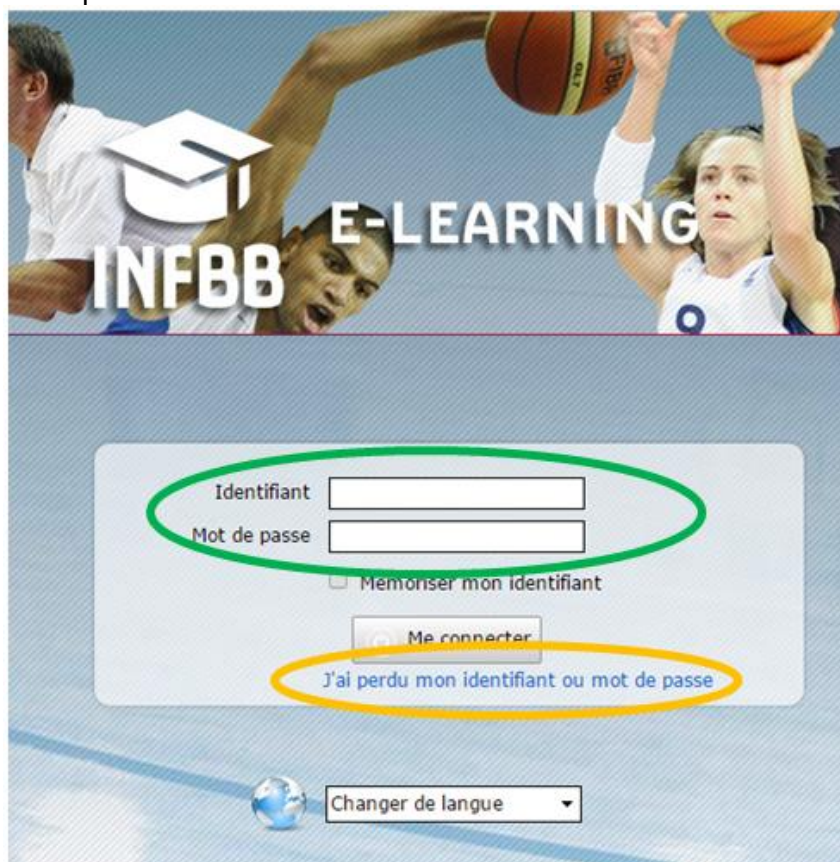 E-LEARNING
INFBB
9
Identifiant
Mot de passe
Mémoriser mon identifiant
Me connecter
J'ai perdu mon identifiant ou mot de passe
Changer de langue